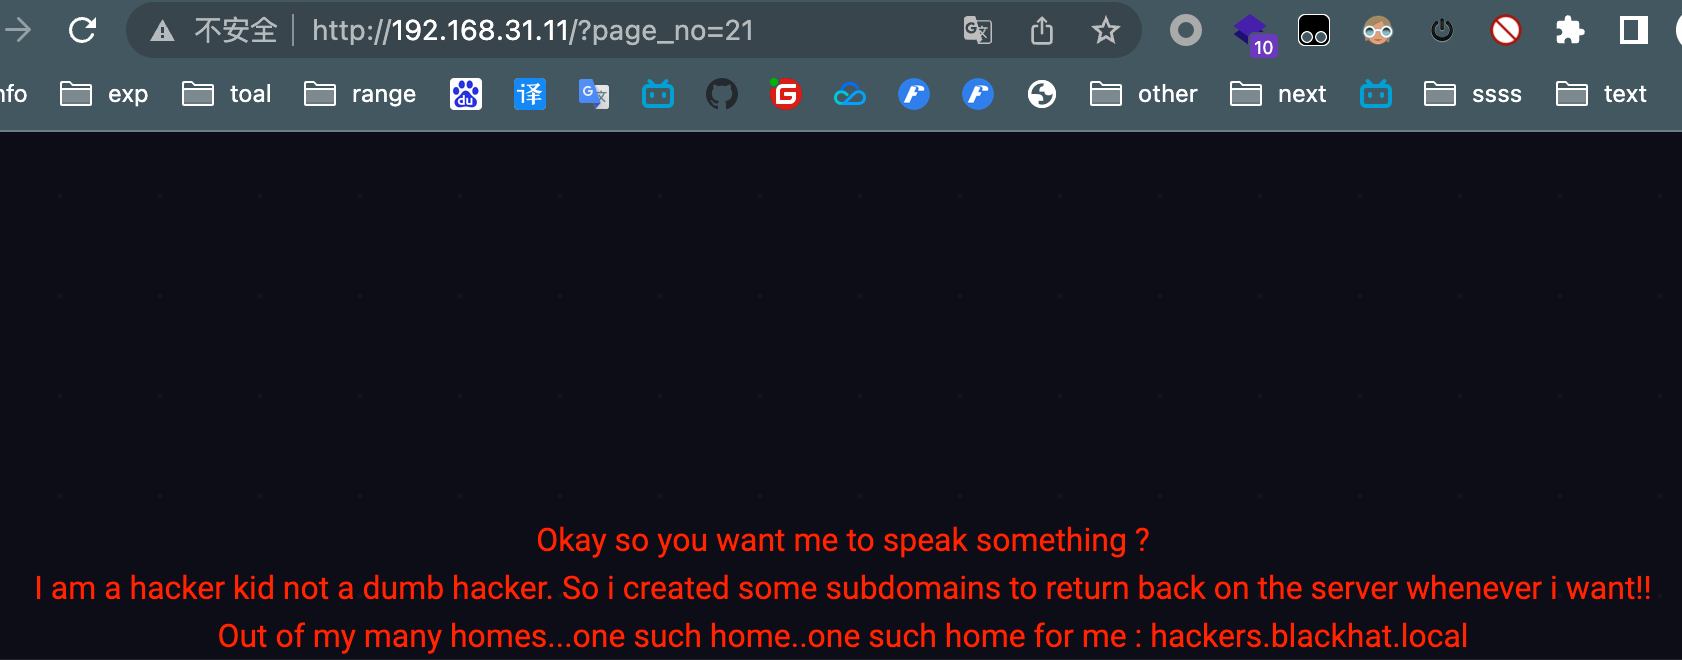 不安全 http://192.168.31.11/?page_no=21
10
nfo exp toal range du 译 G 文 G other next ssss text
Okay so you want me to speak something ?
I am a hacker kid not a dumb hacker. So i created some subdomains to return back on the server whenever i want!!
Out of my many homes...one such home..one such home for me : hackers.blackhat.local